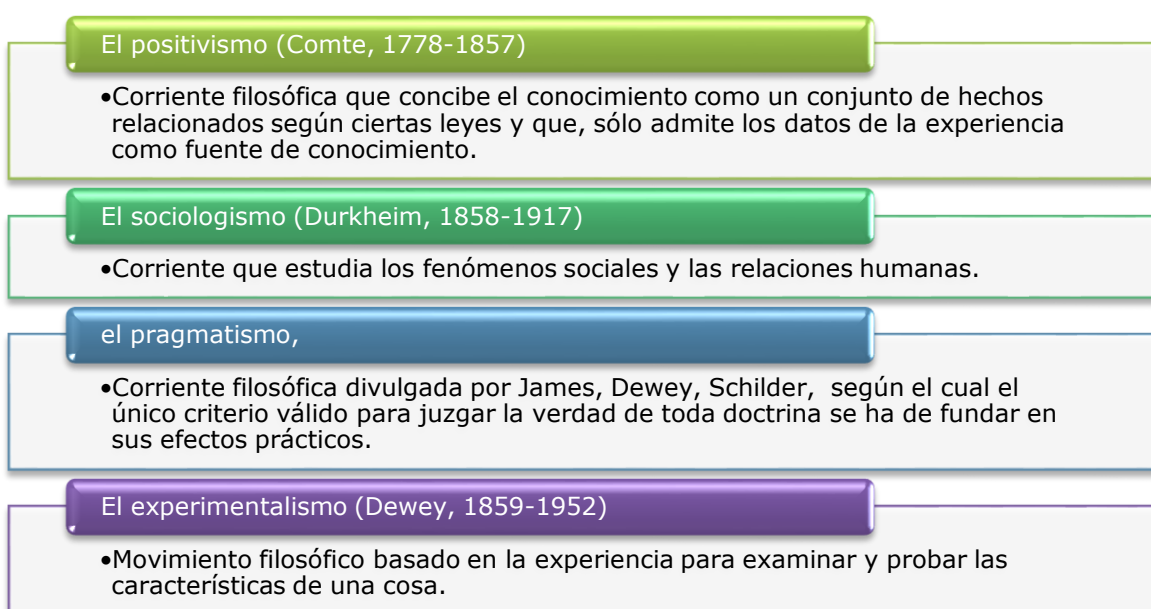 El positivismo (Comte, 1778-1857)
•Corriente filosófica que concibe el conocimiento como un conjunto de hechos
relacionados según ciertas leyes y que, sólo admite los datos de la experiencia
como fuente de conocimiento.
El sociologismo (Durkheim, 1858-1917)
•Corriente que estudia los fenómenos sociales y las relaciones humanas.
el pragmatismo,
•Corriente filosófica divulgada por James, Dewey, Schilder, según el cual el
único criterio válido para juzgar la verdad de toda doctrina se ha de fundar en
sus efectos prácticos.
El experimentalismo (Dewey, 1859-1952)
•Movimiento filosófico basado en la experiencia para examinar y probar las
características de una cosa.